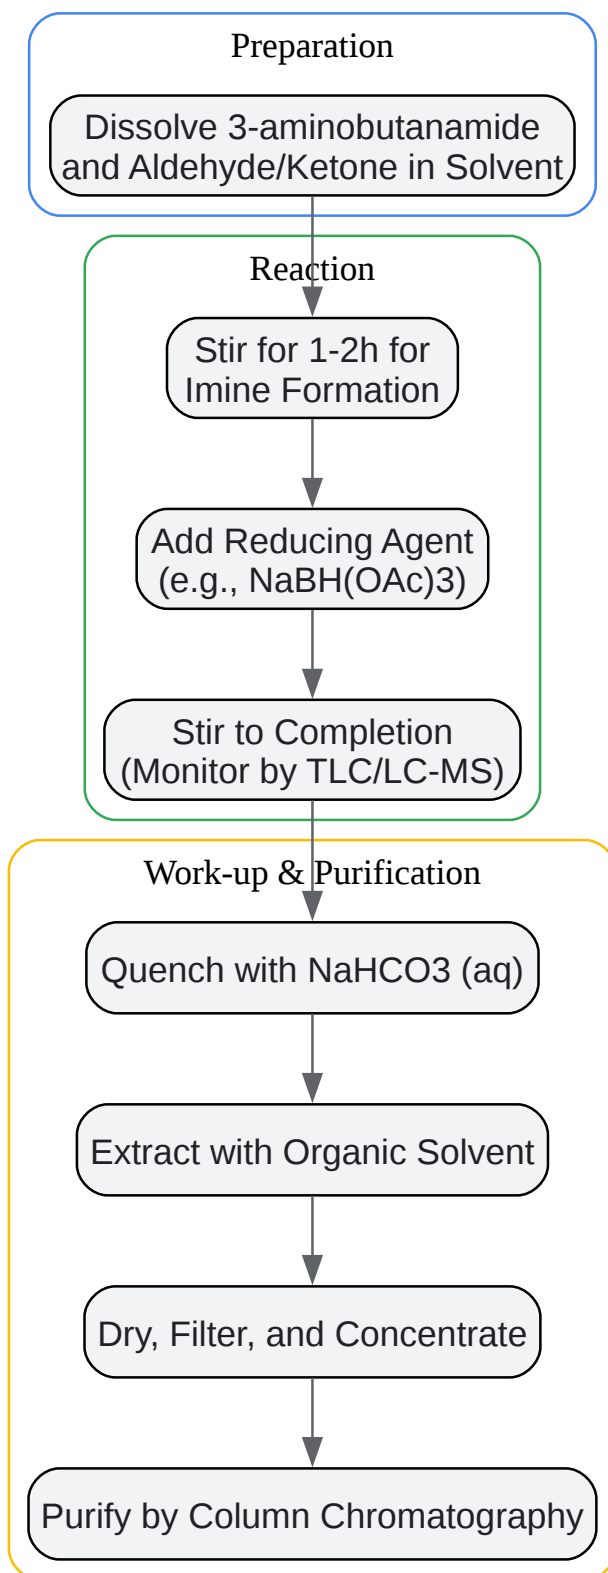 Preparation
Dissolve 3-aminobutanamide
and Aldehyde/Ketone in Solvent
Reaction
Stir for 1-2h for
Imine Formation
Add Reducing Agent
(e.g., NaBH(OAc)3)
Stir to Completion
(Monitor by TLC/LC-MS)
Work-up & Purification
Quench with NaHCO3 (aq)
Extract with Organic Solvent
Dry, Filter, and Concentrate
Purify by Column Chromatography